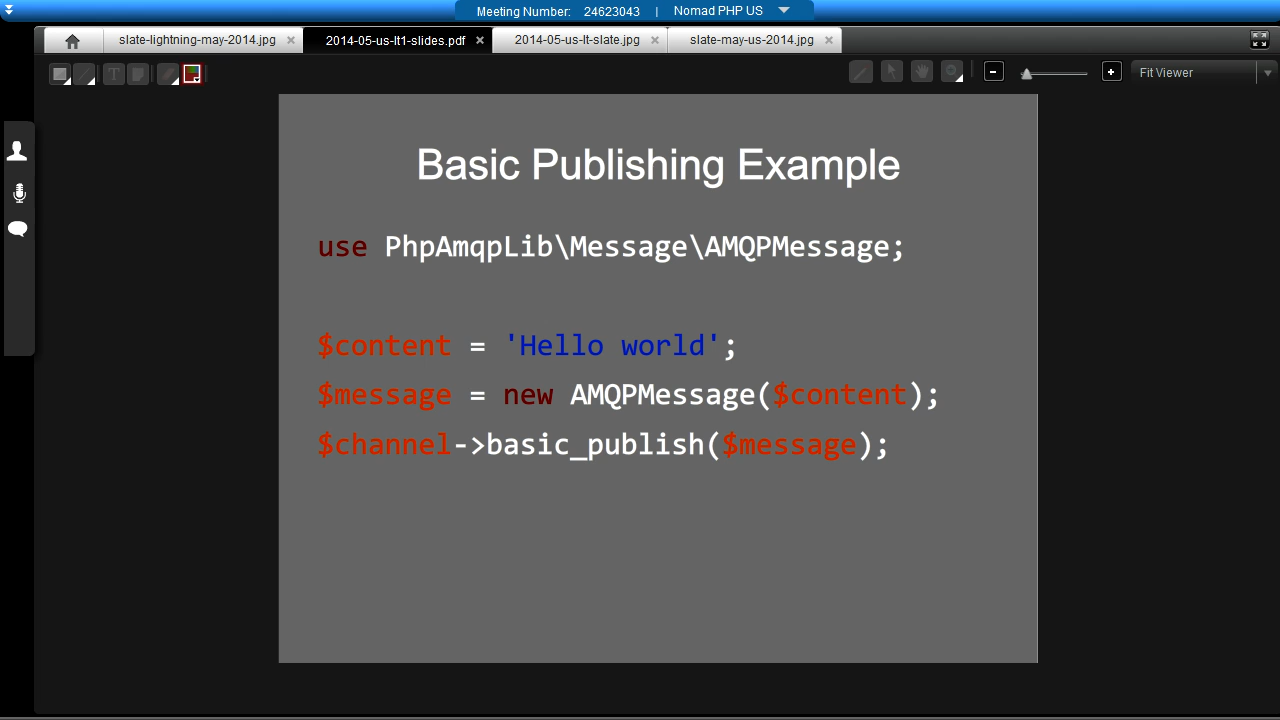 Meeting Number: 24623043 | Nomad PHP US
slate-lightning-may-2014.jpg 2014-05-us-lt1-slides.pdf 2014-05-us-lt-slate.jpg slate-may-us-2014.jpg
T Fit Viewer
Basic Publishing Example
use PhpAmqpLib\Message\AMQPMessage;
$content = 'Hello world';
$message = new AMQPMessage($content);
$channel->basic_publish($message);